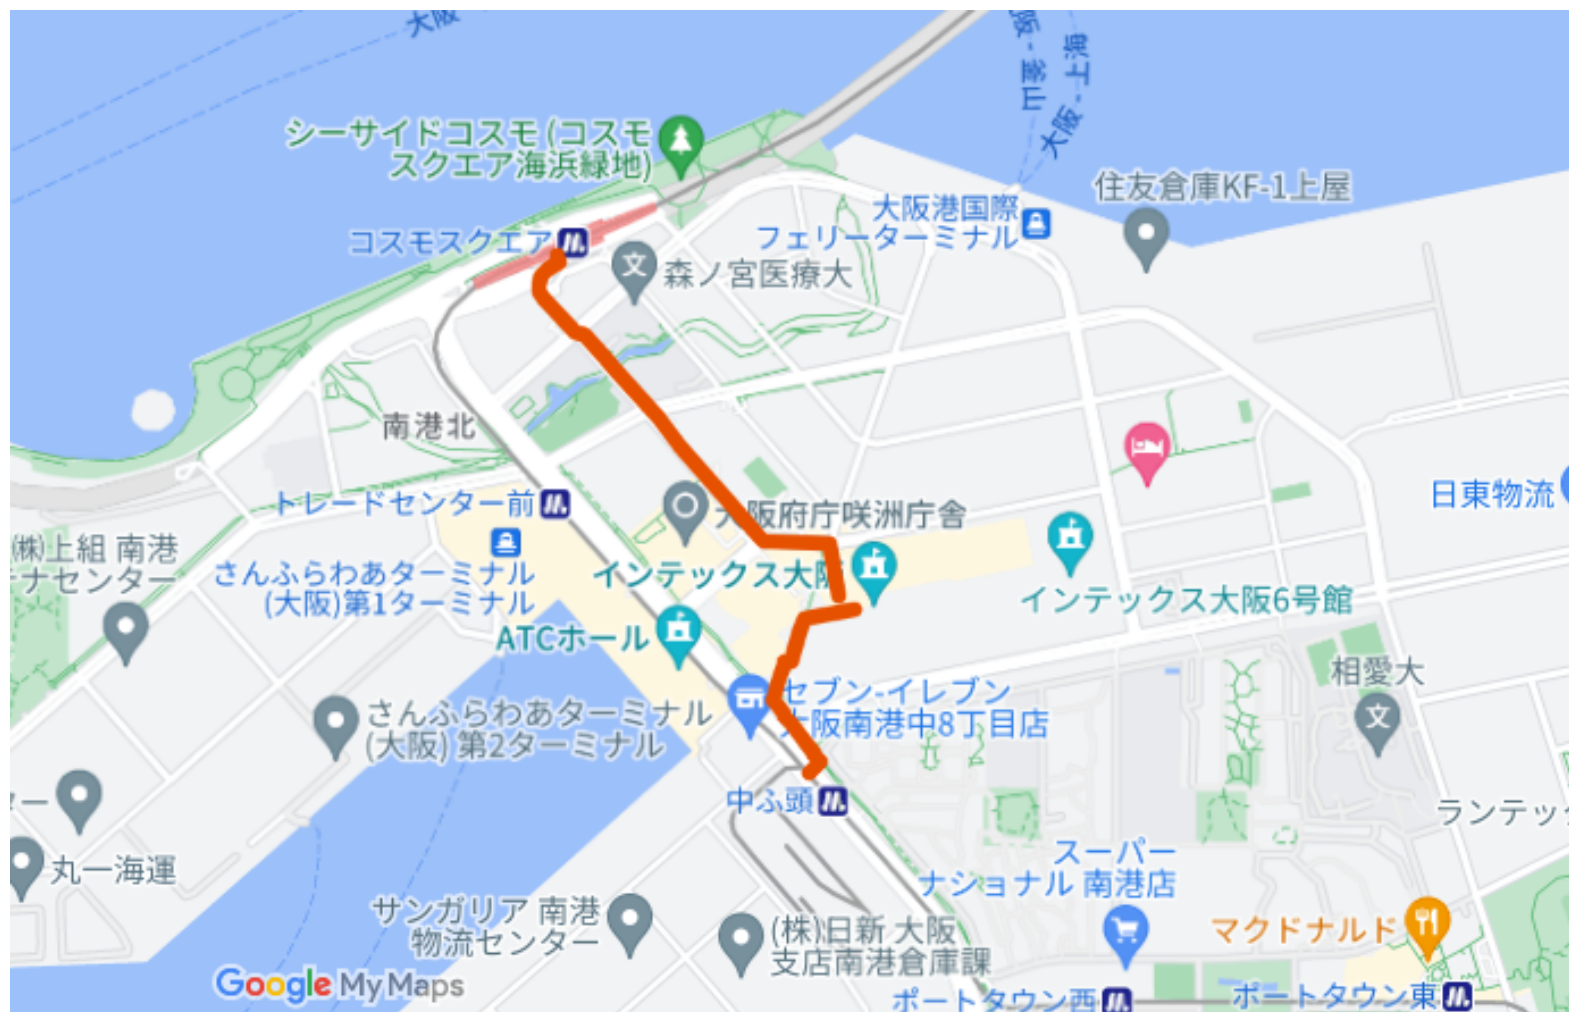 大阪
大阪 - 釜山
大阪 - 上海
シーサイドコスモ (コスモ
スクエア海浜緑地)
住友倉庫KF-1上屋
大阪港国際
フェリーターミナル
コスモスクエア
森ノ宮医療大
南港北
トレードセンター前
大阪府庁咲洲庁舎
日東物流
(株)上組 南港
ナセンター
さんふらわあターミナル
(大阪)第1ターミナル
インテックス大阪
インテックス大阪6号館
ATCホール
相愛大
セブン-イレブン
大阪南港中8丁目店
さんふらわあターミナル
(大阪) 第2ターミナル
中ふ頭
ー
ランテック
丸一海運
スーパー
ナショナル 南港店
サンガリア 南港
物流センター
(株)日新 大阪
支店南港倉庫課
マクドナルド
Google My Maps
ポートタウン西
ポートタウン東